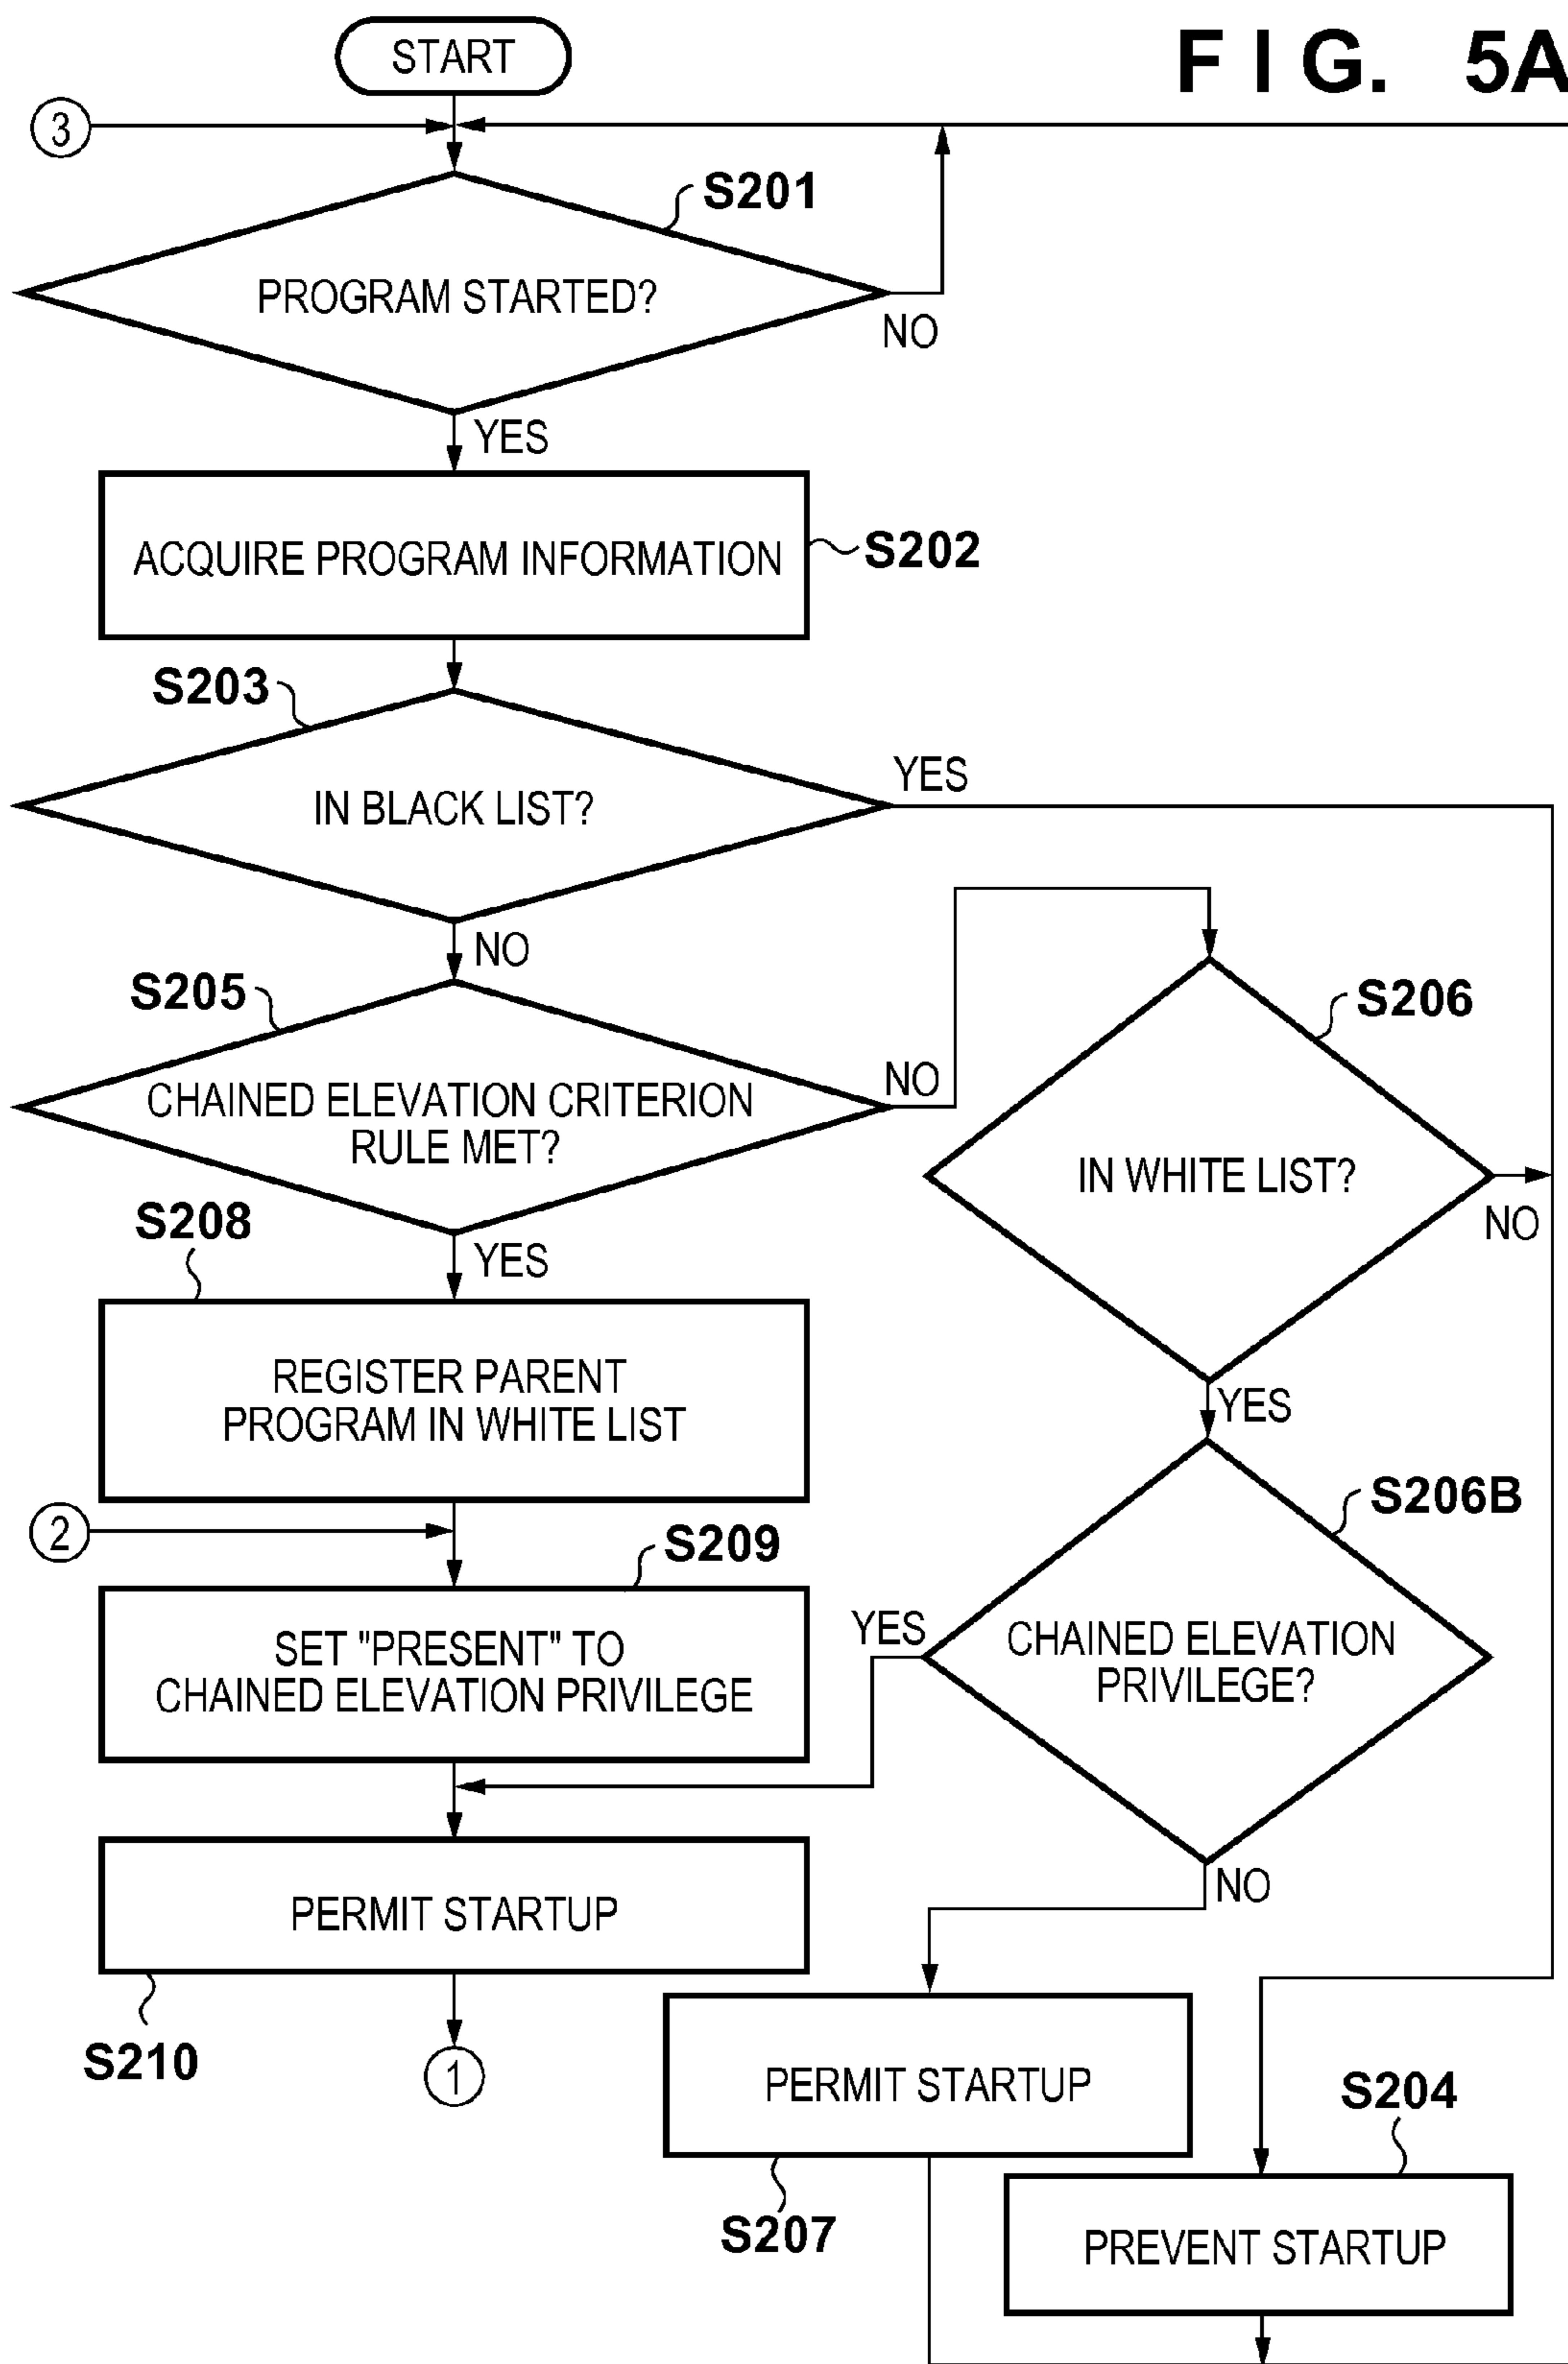 FIG. 5A
START
3
S201
PROGRAM STARTED?
NO
YES
ACQUIRE PROGRAM INFORMATION
S202
S203
YES
IN BLACK LIST?
NO
S205
S206
NO
CHAINED ELEVATION CRITERION
RULE MET?
IN WHITE LIST?
NO
S208
YES
REGISTER PARENT
PROGRAM IN WHITE LIST
YES
S206B
2
S209
YES
SET "PRESENT" TO
CHAINED ELEVATION PRIVILEGE
CHAINED ELEVATION
PRIVILEGE?
NO
PERMIT STARTUP
S210
1
PERMIT STARTUP
S207
S204
PREVENT STARTUP